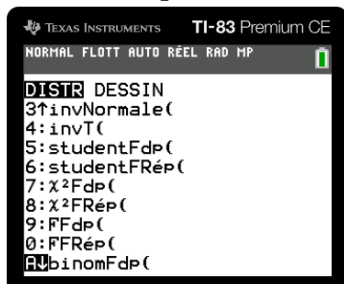 TEXAS INSTRUMENTS TI-83 Premium CE
NORMAL FLOTT AUTO RÉEL RAD MP
DISTR DESSIN
3↑invNormale(
4:invT(
5:studentFdp(
6:studentFRép(
7:χ²Fdp(
8:χ²FRép(
9:FFdp(
0:FFRép(
A↓binomFdp(